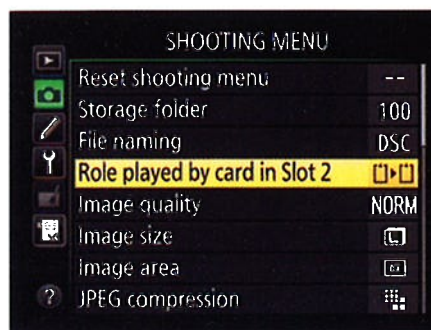 SHOOTING MENU
Reset shooting menu --
Storage folder 100
File naming DSC
Role played by card in Slot 2
Image quality NORM
Image size L
Image area DX
JPEG compression
?